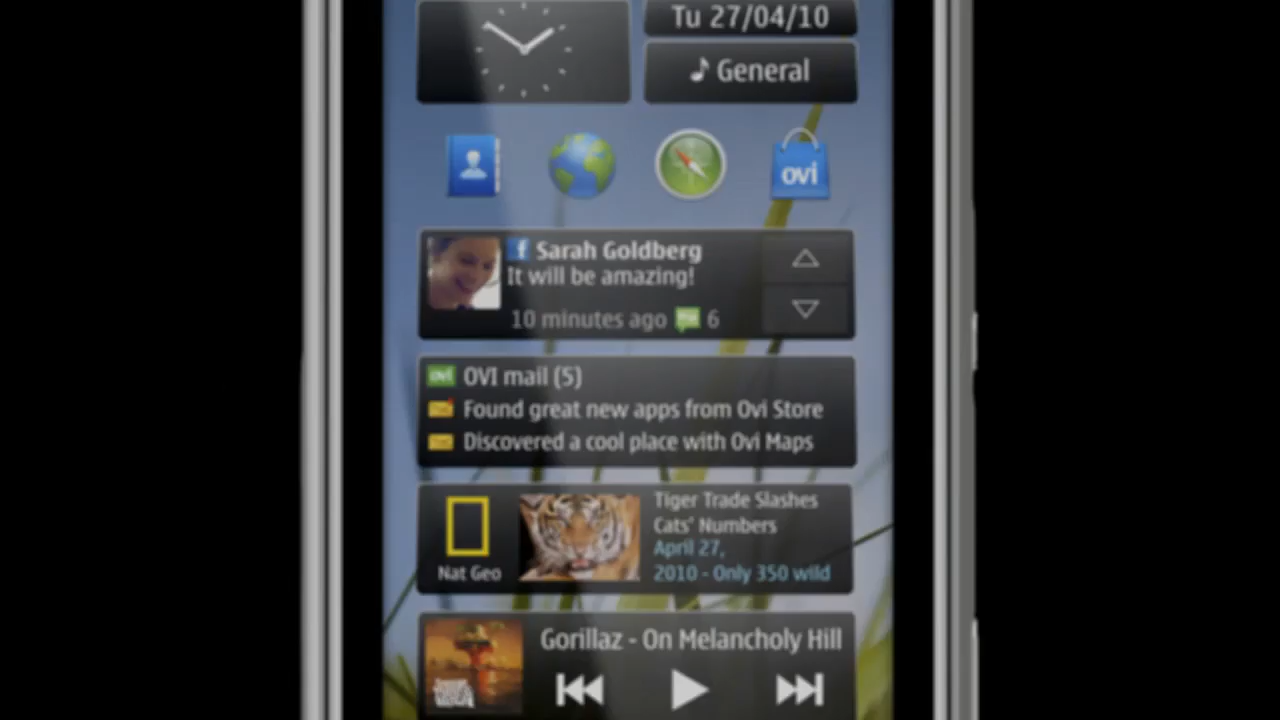 Tu 27/04/10
General
ovi
f Sarah Goldberg
It will be amazing!
10 minutes ago 6
ovi OVI mail (5)
Found great new apps from Ovi Store
Discovered a cool place with Ovi Maps
Tiger Trade Slashes
Cats' Numbers
April 27,
2010 - Only 350 wild
Nat Geo
Gorillaz - On Melancholy Hill